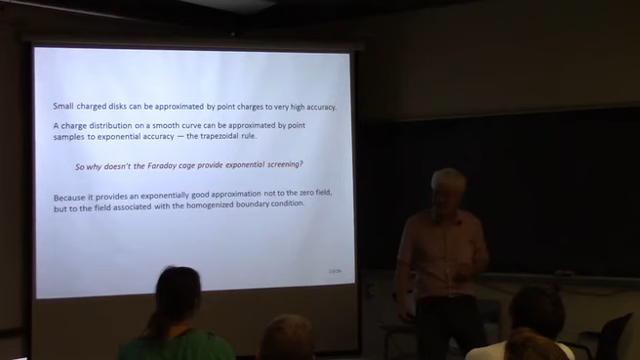 Small charged disks can be approximated by point charges to very high accuracy.
A charge distribution on a smooth curve can be approximated by point
samples to exponential accuracy — the trapezoidal rule.
So why doesn't the Faraday cage provide exponential screening?
Because it provides an exponentially good approximation not to the zero field,
but to the field associated with the homogenized boundary condition.